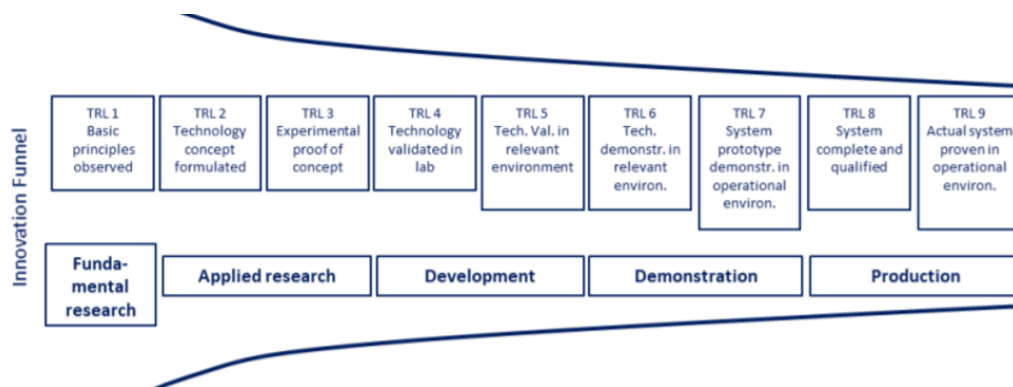 Innovation Funnel
TRL 1
Basic
principles
observed
TRL 2
Technology
concept
formulated
TRL 3
Experimental
proof of
concept
TRL 4
Technology
validated in
lab
TRL 5
Tech. Val. in
relevant
environment
TRL 6
Tech.
demonstr. in
relevant
environ.
TRL 7
System
prototype
demonstr. in
operational
environ.
TRL 8
System
complete and
qualified
TRL 9
Actual system
proven in
operational
environ.
Funda-
mental
research
Applied research
Development
Demonstration
Production